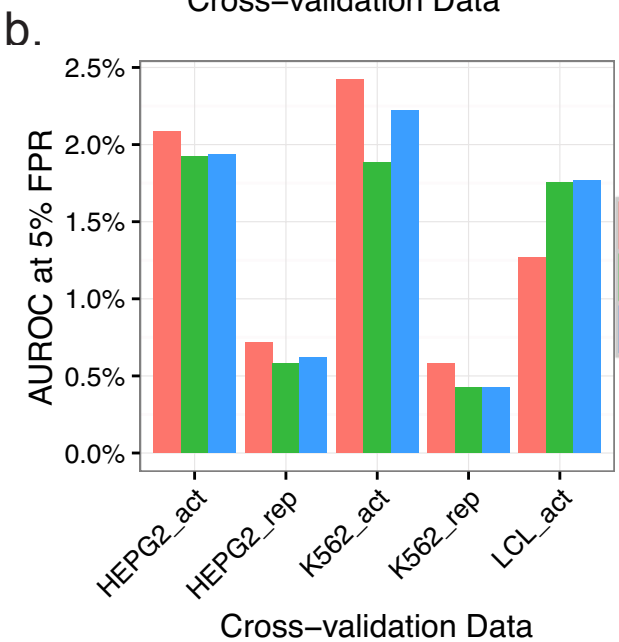 Cross−validation Data
b.
AUROC at 5% FPR
2.5%
2.0%
1.5%
1.0%
0.5%
0.0%
HEPG2_act
HEPG2_rep
K562_act
K562_rep
LCL_act
Cross−validation Data